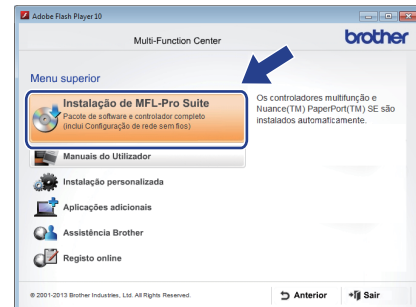 Adobe Flash Player 10
Multi-Function Center
brother
Menu superior
Instalação de MFL-Pro Suite
Pacote de software e controlador completo
(inclui Configuração de rede sem fios)
Os controladores multifunção e
Nuance(TM) PaperPort(TM) SE são
instalados automaticamente.
Manuais do Utilizador
Instalação personalizada
Aplicações adicionais
Assistência Brother
Registo online
© 2001-2013 Brother Industries, Ltd. All Rights Reserved.
Anterior
Sair